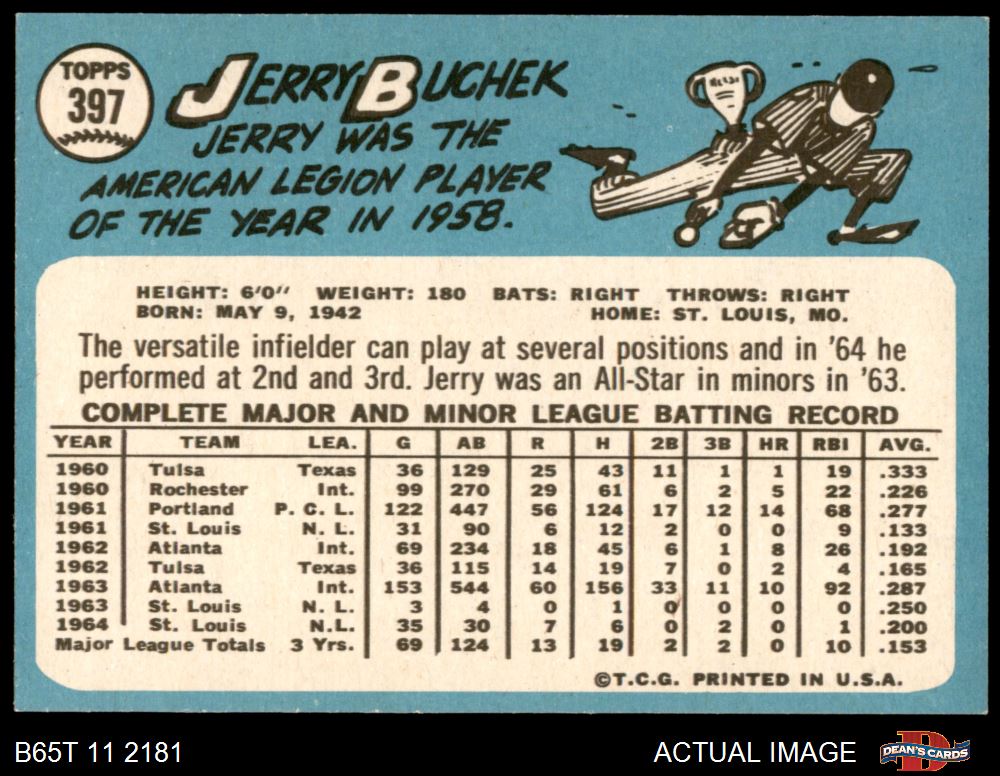 TOPPS
397
JERRY BUCHEK
JERRY WAS THE
AMERICAN LEGION PLAYER
OF THE YEAR IN 1958.
HEIGHT: 6'0" WEIGHT: 180 BATS: RIGHT THROWS: RIGHT
BORN: MAY 9, 1942 HOME: ST. LOUIS, MO.
The versatile infielder can play at several positions and in '64 he
performed at 2nd and 3rd. Jerry was an All-Star in minors in '63.
COMPLETE MAJOR AND MINOR LEAGUE BATTING RECORD
YEAR TEAM LEA. G AB R H 2B 3B HR RBI AVG.
1960 Tulsa Texas 36 129 25 43 11 1 1 19 .333
1960 Rochester Int. 99 270 29 61 6 2 5 22 .226
1961 Portland P. C. L. 122 447 56 124 17 12 14 68 .277
1961 St. Louis N. L. 31 90 6 12 2 0 0 9 .133
1962 Atlanta Int. 69 234 18 45 6 1 8 26 .192
1962 Tulsa Texas 36 115 14 19 7 0 2 4 .165
1963 Atlanta Int. 153 544 60 156 33 11 10 92 .287
1963 St. Louis N. L. 3 4 0 1 0 0 0 0 .250
1964 St. Louis N.L. 35 30 7 6 0 2 0 1 .200
Major League Totals 3 Yrs. 69 124 13 19 2 2 0 10 .153
©T.C.G. PRINTED IN U.S.A.
B65T 11 2181 ACTUAL IMAGE DEAN'S CARDS